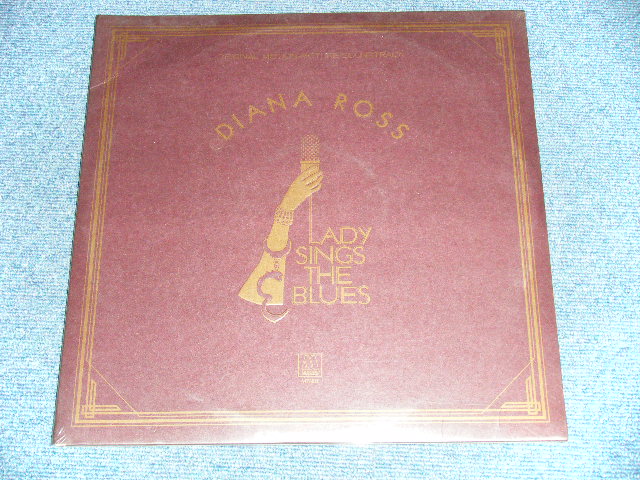 ORIGINAL MOTION PICTURE SOUNDTRACK
DIANA ROSS
LADY
SINGS
THE
BLUES